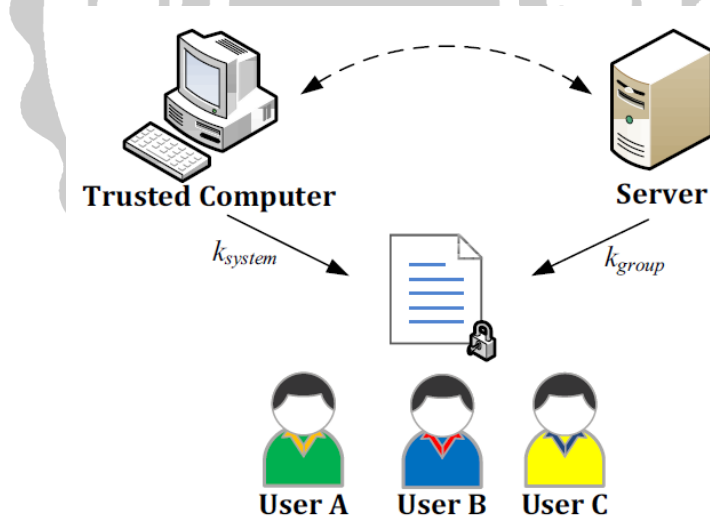 Trusted Computer
Server
k_system
k_group
User A
User B
User C